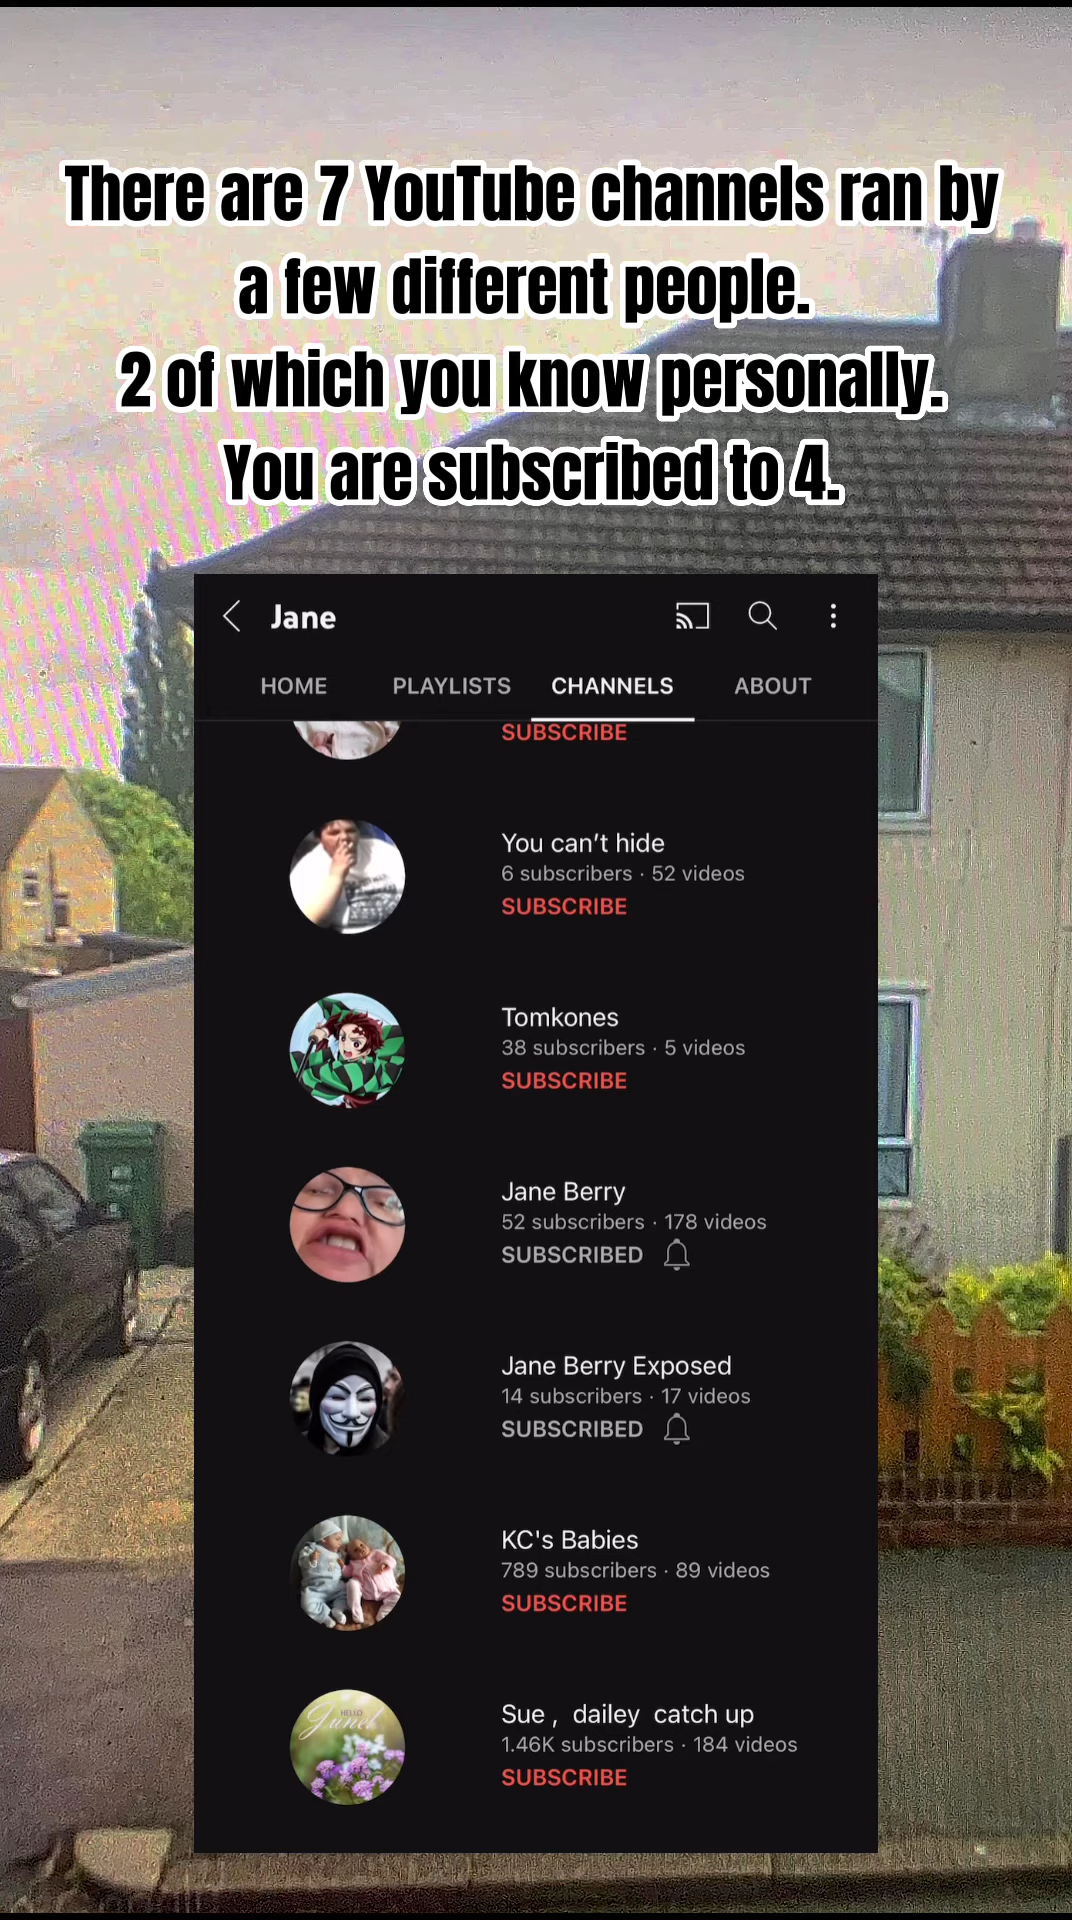 There are 7 YouTube channels ran by
a few different people.
2 of which you know personally.
You are subscribed to 4.
Jane
HOME PLAYLISTS CHANNELS ABOUT
SUBSCRIBE
You can’t hide
6 subscribers · 52 videos
SUBSCRIBE
Tomkones
38 subscribers · 5 videos
SUBSCRIBE
Jane Berry
52 subscribers · 178 videos
SUBSCRIBED
Jane Berry Exposed
14 subscribers · 17 videos
SUBSCRIBED
KC's Babies
789 subscribers · 89 videos
SUBSCRIBE
HELLO
June!
Sue ,  dailey  catch up
1.46K subscribers · 184 videos
SUBSCRIBE